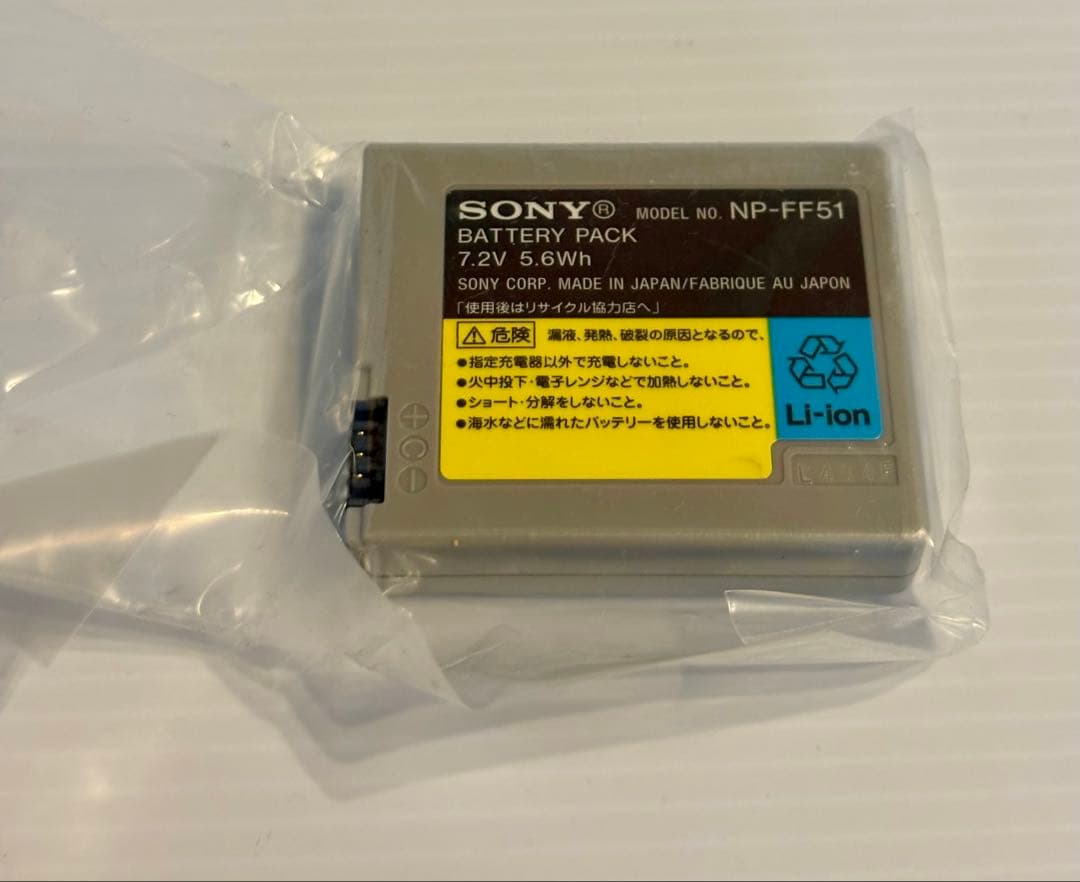 SONY® MODEL NO. NP-FF51
BATTERY PACK
7.2V 5.6Wh
SONY CORP. MADE IN JAPAN/FABRIQUE AU JAPON
「使用後はリサイクル協力店へ」
⚠危険 漏液、発熱、破裂の原因となるので、
●指定充電器以外で充電しないこと。
●火中投下・電子レンジなどで加熱しないこと。
●ショート・分解をしないこと。
●海水などに濡れたバッテリーを使用しないこと。
Li-ion
+
C
−